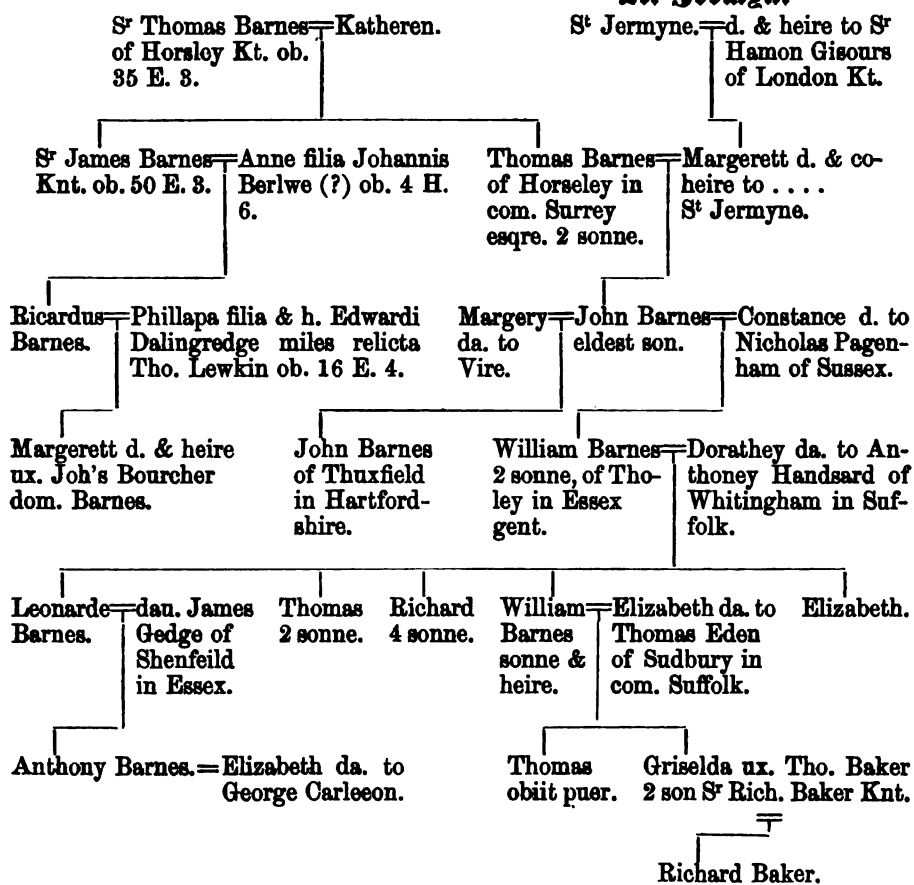 Sʳ Thomas Barnes Katheren.
of Horsley Kt. ob.
35 E. 3.
Sᵗ Jermyne. d. & heire to Sʳ
Hamon Gisours
of London Kt.
Sʳ James Barnes
Knt. ob. 50 E. 3.
Anne filia Johannis
Berlwe (?) ob. 4 H.
6.
Thomas Barnes
of Horseley in
com. Surrey
esqre. 2 sonne.
Margerett d. & co-
heire to . . . .
Sᵗ Jermyne.
Ricardus
Barnes.
Phillapa filia & h. Edwardi
Dalingredge miles relicta
Tho. Lewkin ob. 16 E. 4.
Margery
da. to
Vire.
John Barnes
eldest son.
Constance d. to
Nicholas Pagen-
ham of Sussex.
Margerett d. & heire
ux. Joh's Bourcher
dom. Barnes.
John Barnes
of Thuxfield
in Hartford-
shire.
William Barnes
2 sonne, of Tho-
ley in Essex
gent.
Dorathey da. to An-
thoney Handsard of
Whitingham in Suf-
folk.
Leonarde
Barnes.
dau. James
Gedge of
Shenfeild
in Essex.
Thomas
2 sonne.
Richard
4 sonne.
William
Barnes
sonne &
heire.
Elizabeth da. to
Thomas Eden
of Sudbury in
com. Suffolk.
Elizabeth.
Anthony Barnes. = Elizabeth da. to
George Carleeon.
Thomas
obiit puer.
Griselda ux. Tho. Baker
2 son Sʳ Rich. Baker Knt.
Richard Baker.